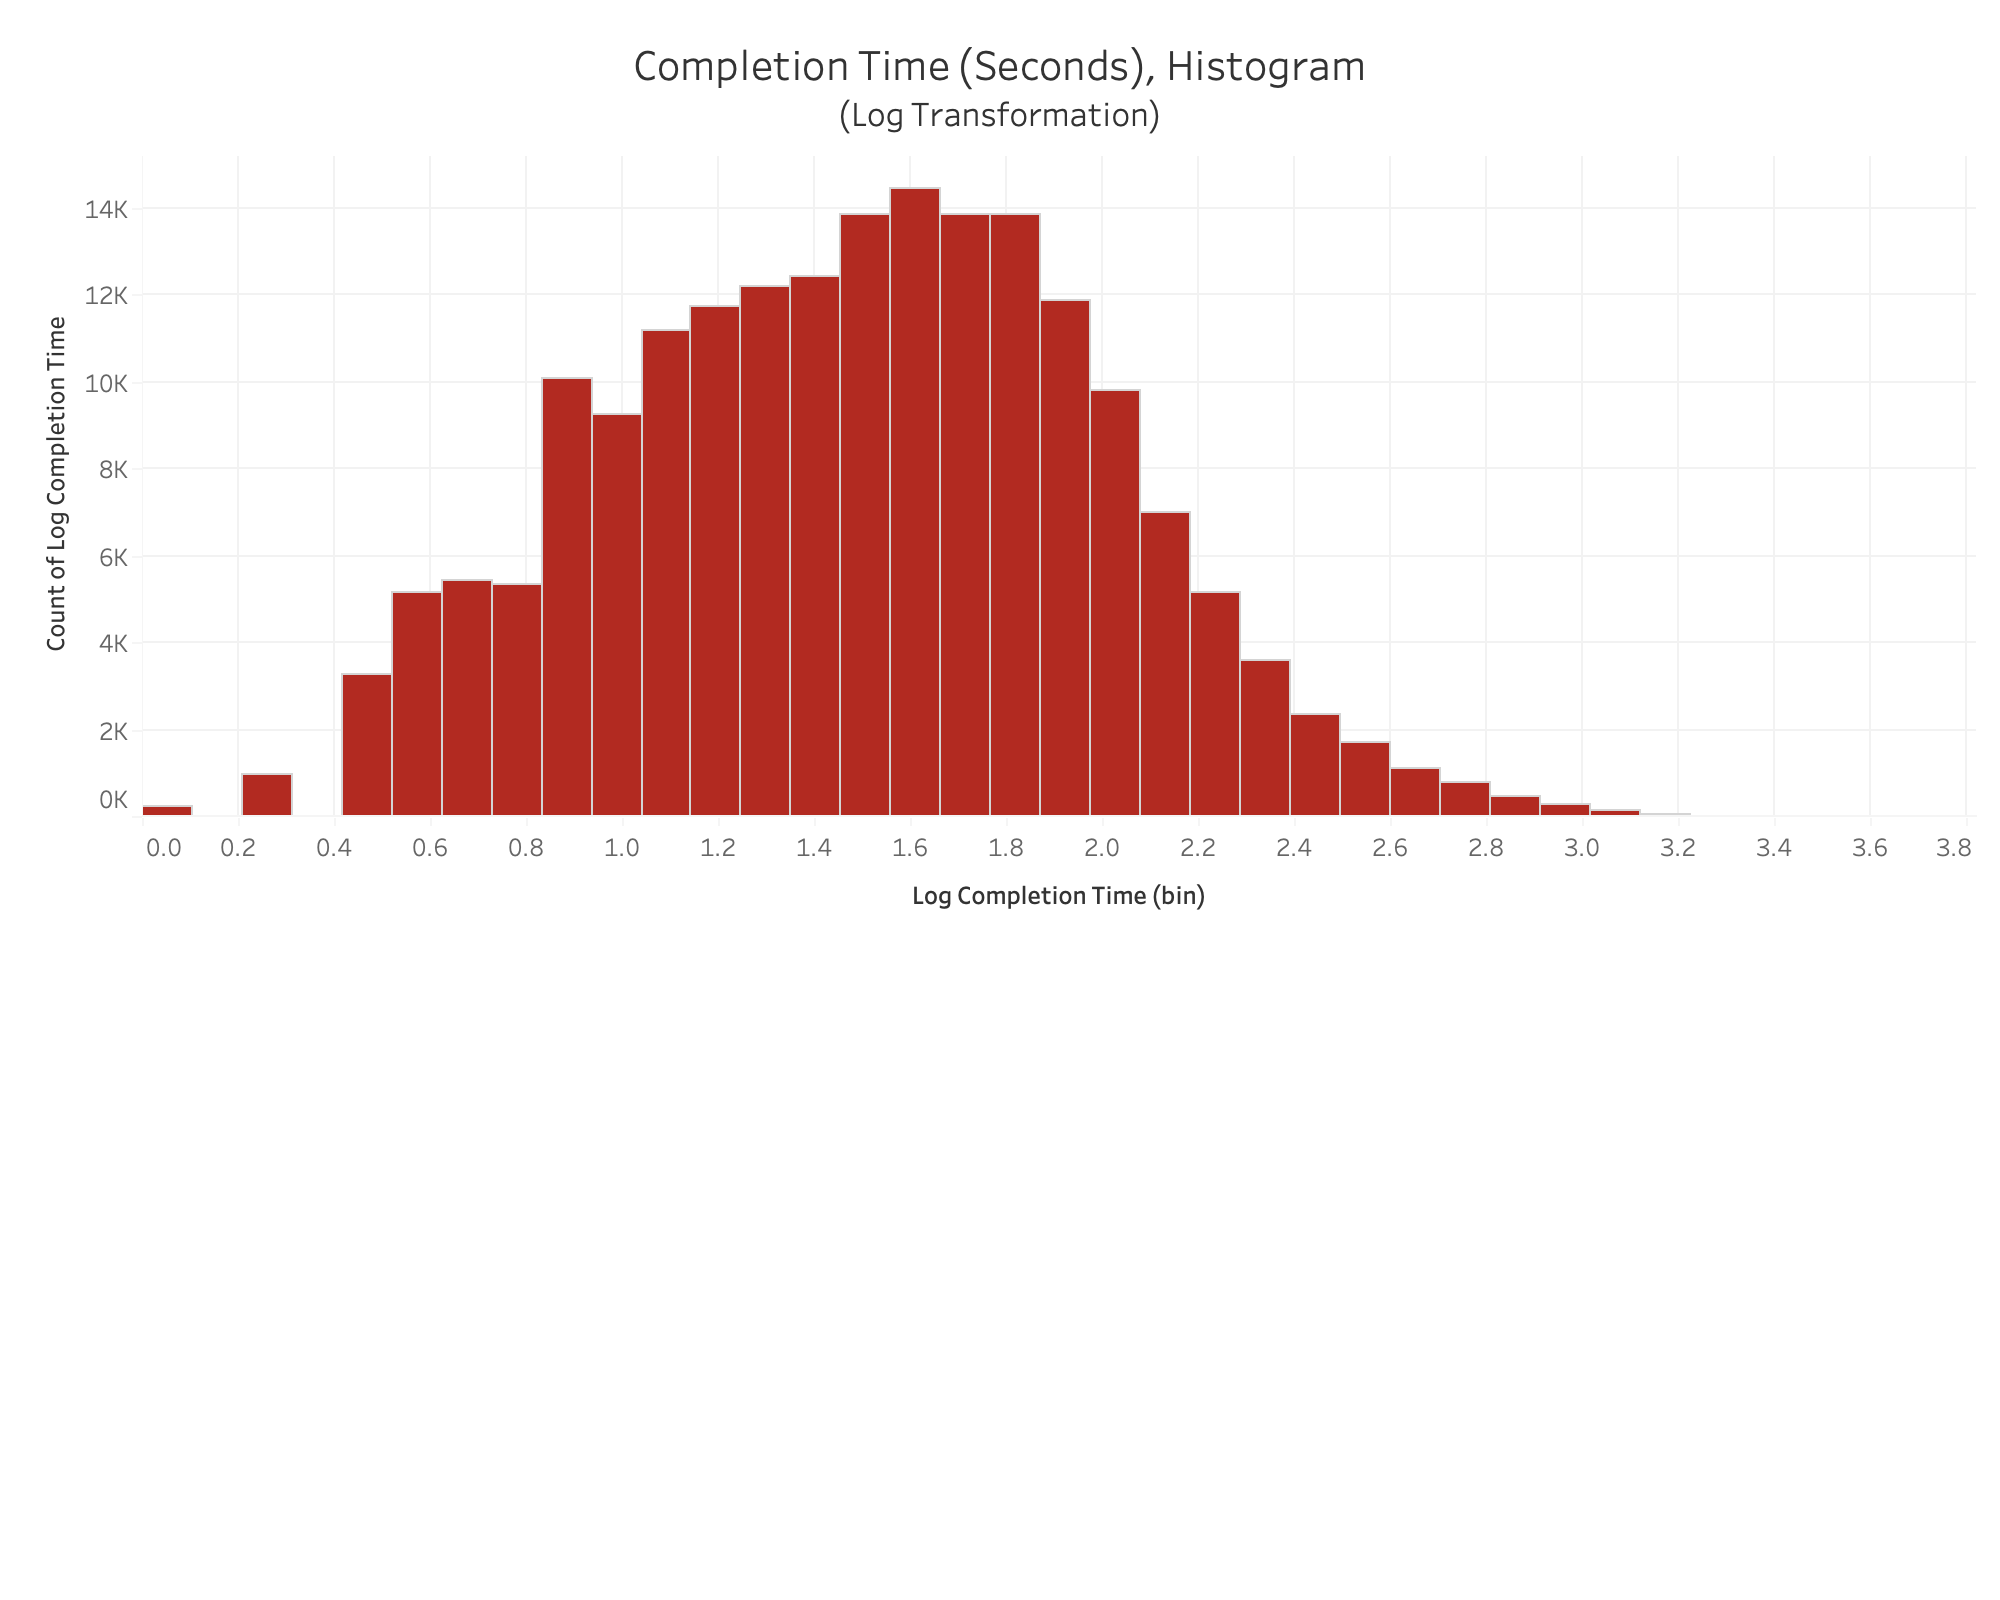 Completion Time (Seconds), Histogram
(Log Transformation)
Count of Log Completion Time
14K
12K
10K
8K
6K
4K
2K
0K
0.0 0.2 0.4 0.6 0.8 1.0 1.2 1.4 1.6 1.8 2.0 2.2 2.4 2.6 2.8 3.0 3.2 3.4 3.6 3.8
Log Completion Time (bin)